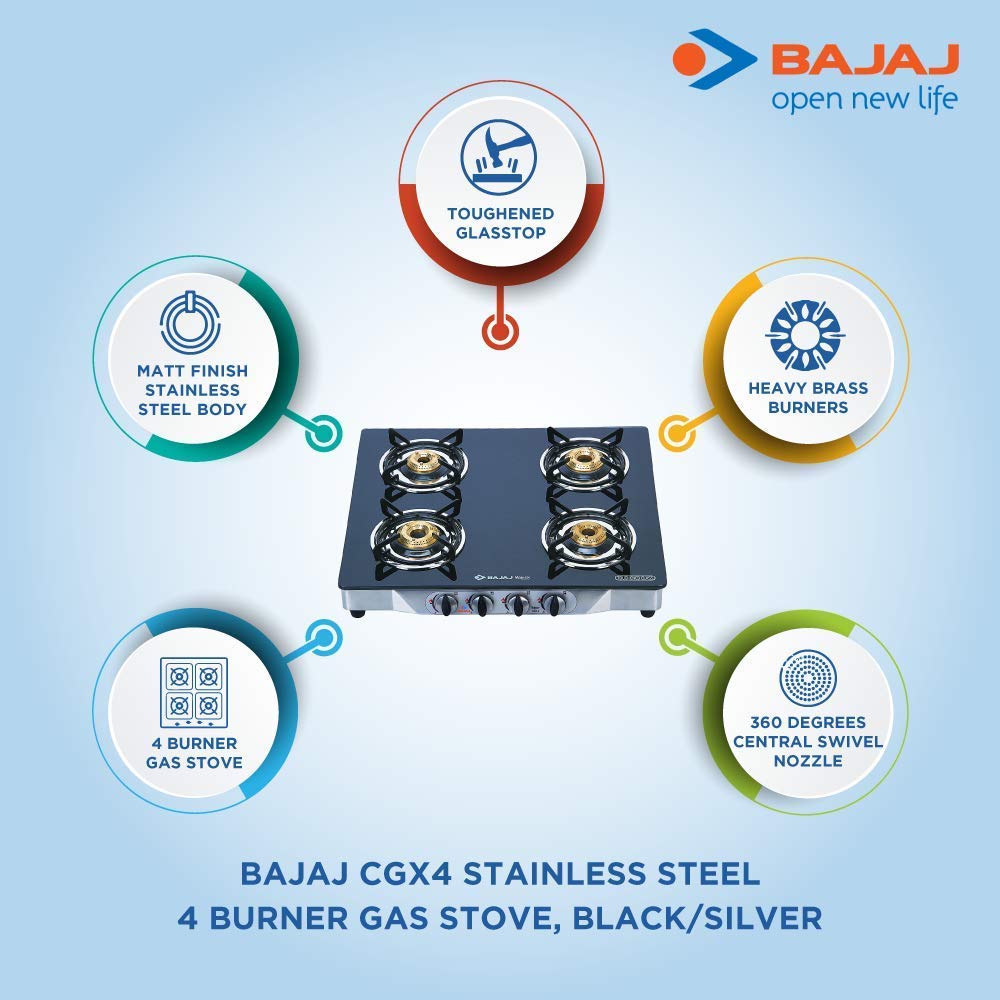 BAJAJ
open new life
TOUGHENED
GLASSTOP
MATT FINISH
STAINLESS
STEEL BODY
HEAVY BRASS
BURNERS
BAJAJ
4 BURNER
GAS STOVE
360 DEGREES
CENTRAL SWIVEL
NOZZLE
BAJAJ CGX4 STAINLESS STEEL
4 BURNER GAS STOVE, BLACK/SILVER